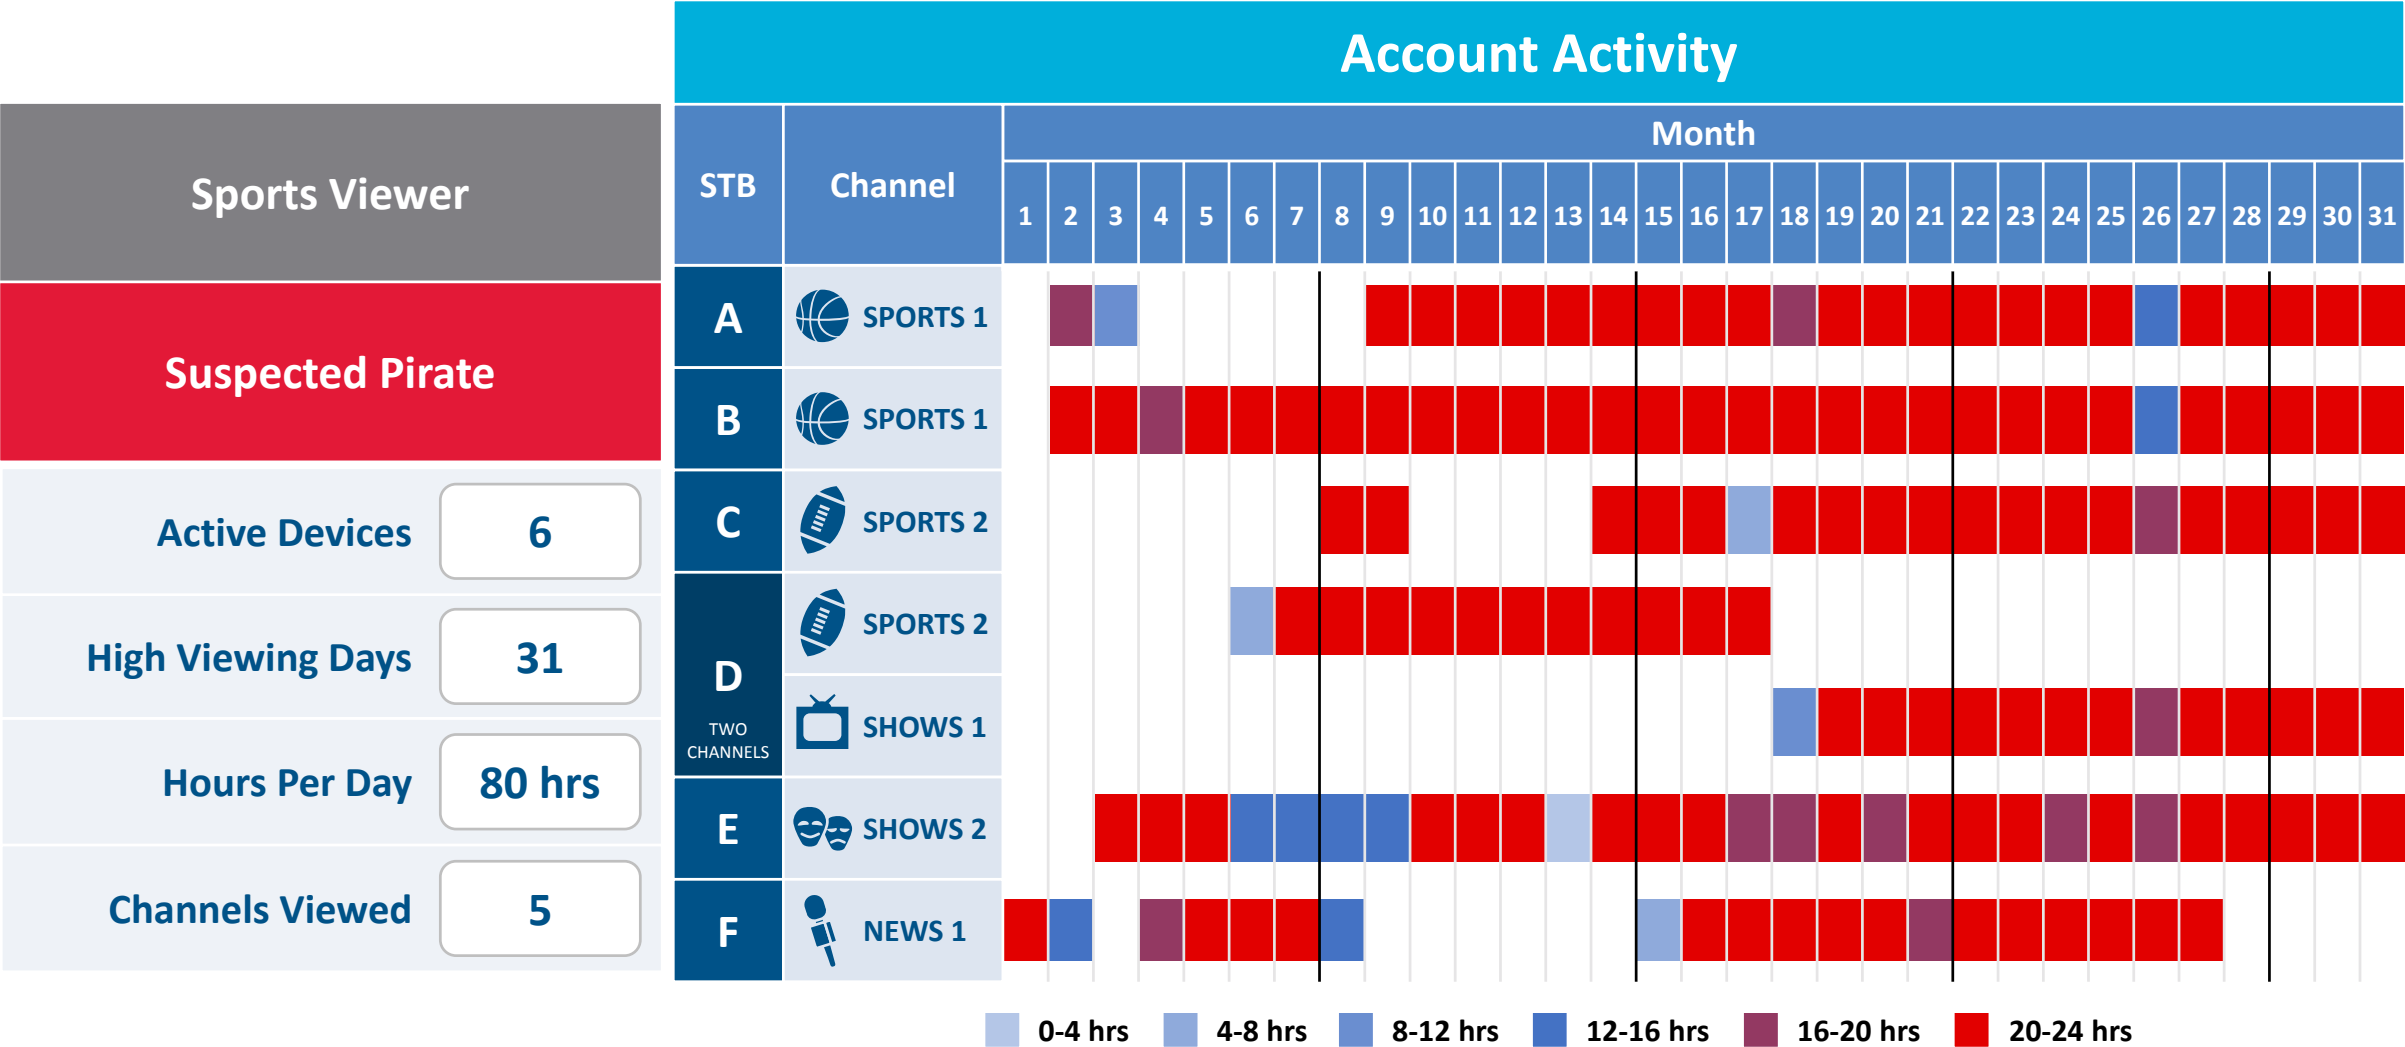 Account Activity
Sports Viewer
Suspected Pirate
Active Devices 6
High Viewing Days 31
Hours Per Day 80 hrs
Channels Viewed 5
STB Channel Month
1 2 3 4 5 6 7 8 9 10 11 12 13 14 15 16 17 18 19 20 21 22 23 24 25 26 27 28 29 30 31
A SPORTS 1
B SPORTS 1
C SPORTS 2
D SPORTS 2
TWO
CHANNELS
SHOWS 1
E SHOWS 2
F NEWS 1
0-4 hrs 4-8 hrs 8-12 hrs 12-16 hrs 16-20 hrs 20-24 hrs